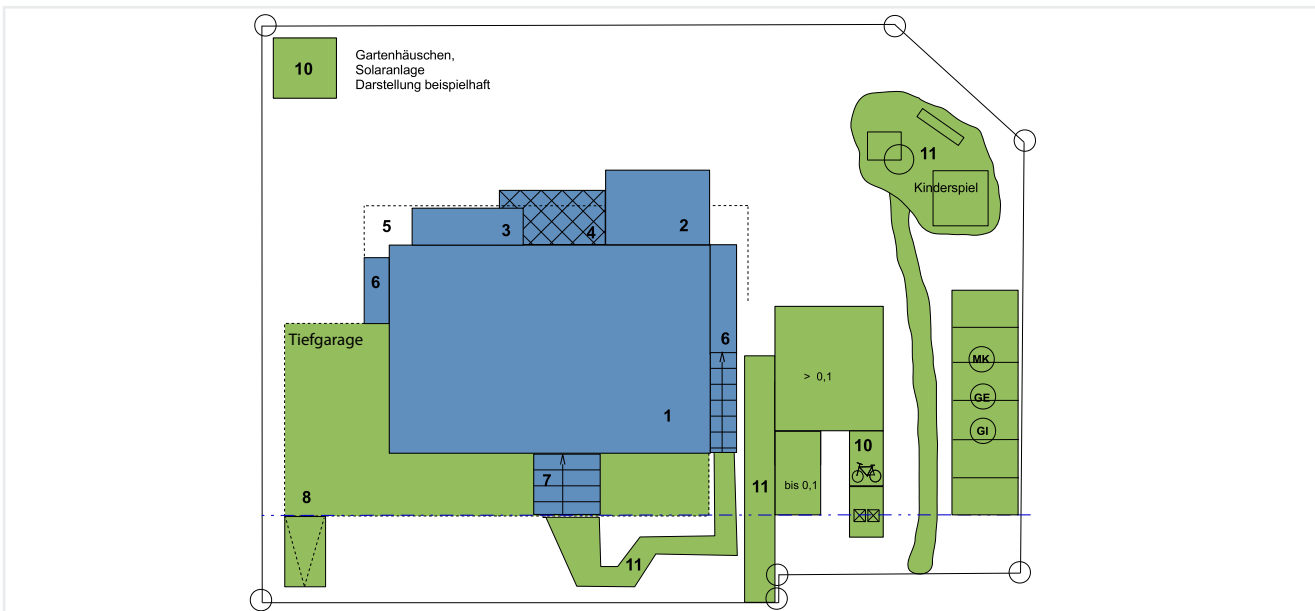 10
Gartenhäuschen,
Solaranlage
Darstellung beispielhaft
11
Kinderspiel
5
3
4
2
6
Tiefgarage
6
MK
> 0,1
GE
1
GI
10
7
11
bis 0,1
8
11